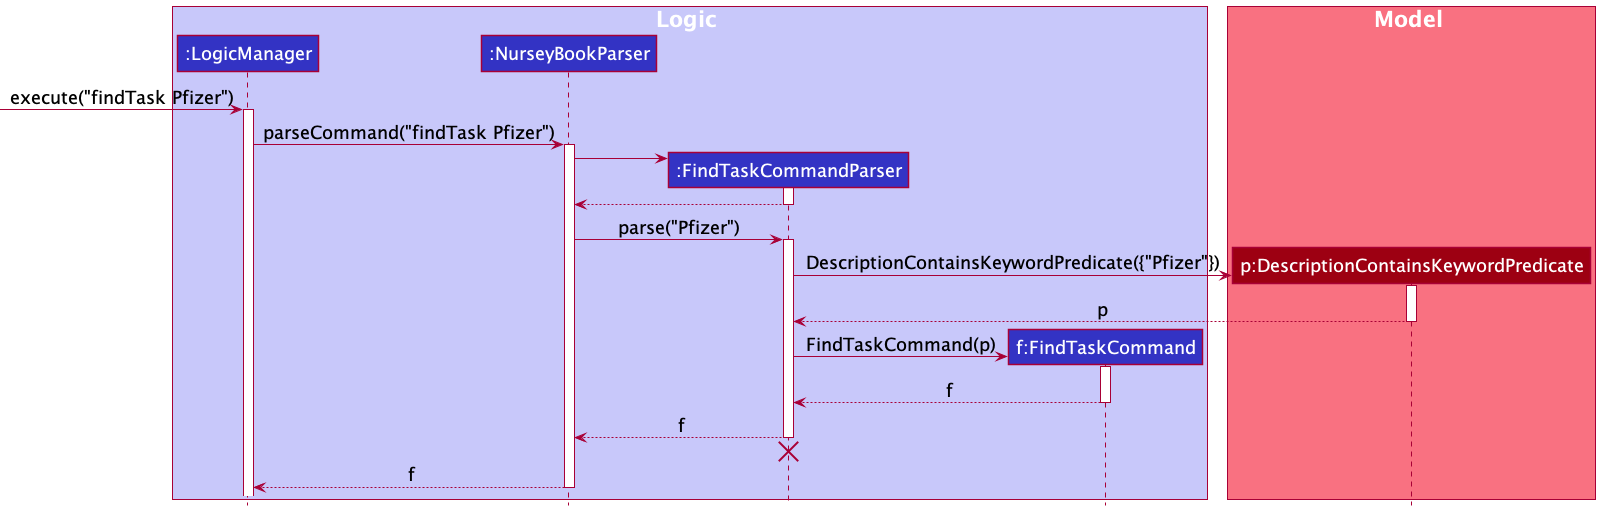 Logic
Model
:LogicManager
:NurseyBookParser
execute("findTask Pfizer")
parseCommand("findTask Pfizer")
:FindTaskCommandParser
parse("Pfizer")
DescriptionContainsKeywordPredicate({"Pfizer"})
p:DescriptionContainsKeywordPredicate
p
FindTaskCommand(p)
f:FindTaskCommand
f
f
f